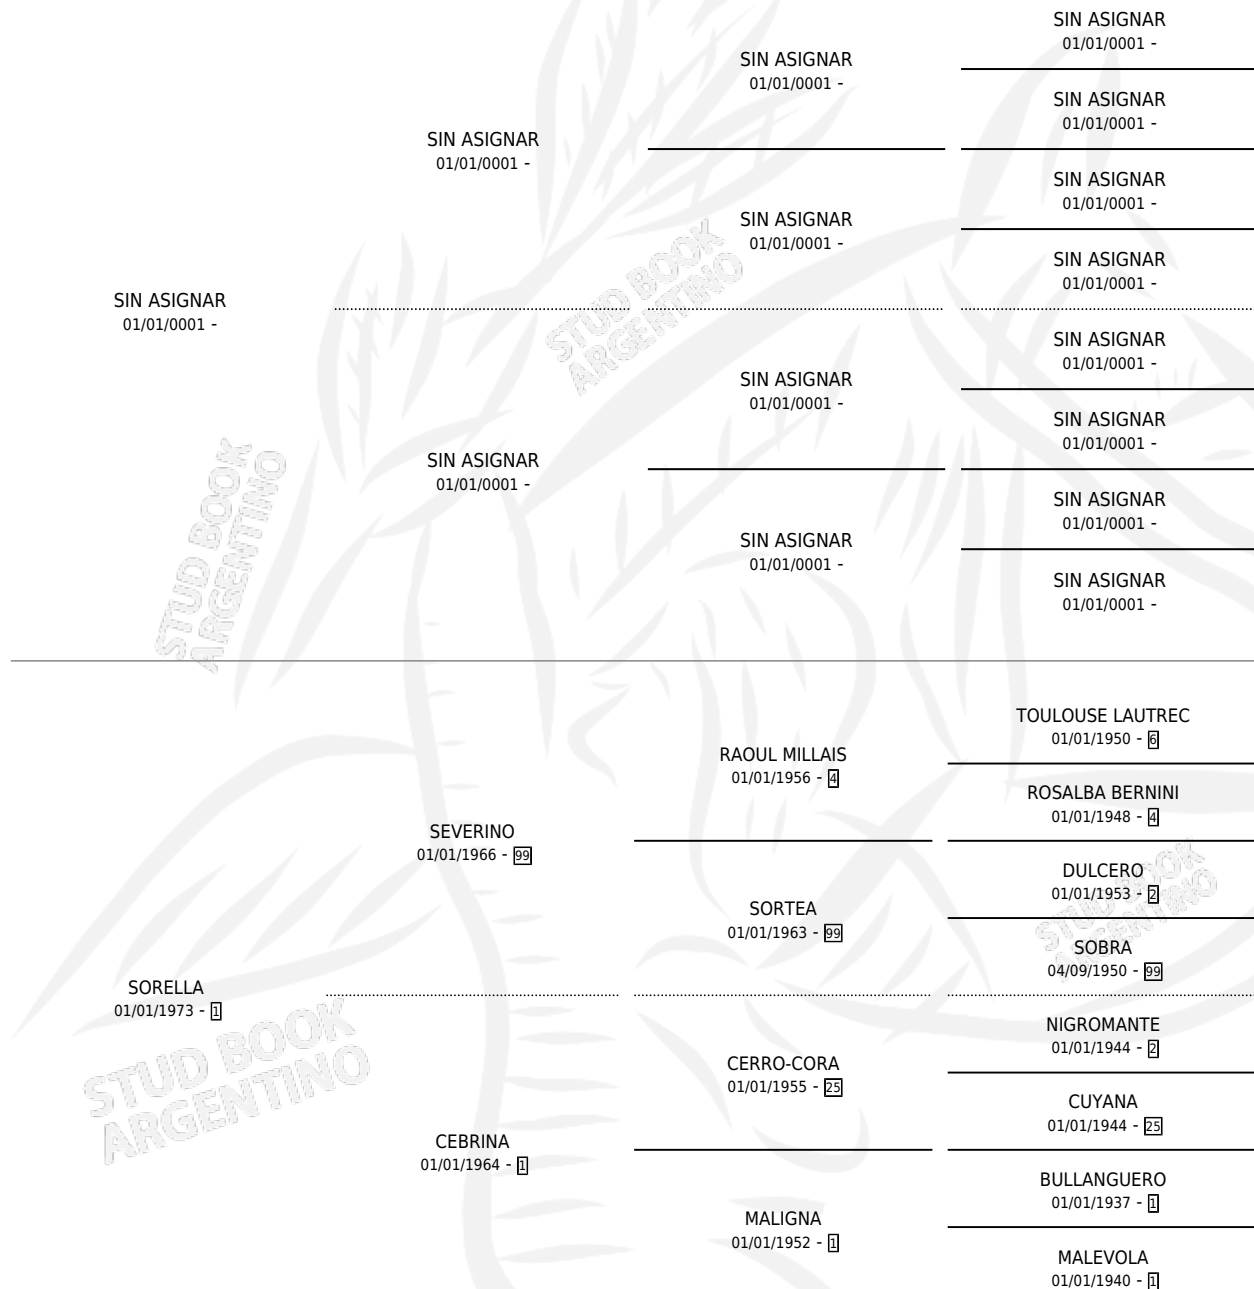 SIN ASIGNAR
01/01/0001 -
SIN ASIGNAR
01/01/0001 -
SIN ASIGNAR
01/01/0001 -
SIN ASIGNAR
01/01/0001 -
SIN ASIGNAR
01/01/0001 -
SIN ASIGNAR
01/01/0001 -
SIN ASIGNAR
01/01/0001 -
SIN ASIGNAR
01/01/0001 -
SIN ASIGNAR
01/01/0001 -
SIN ASIGNAR
01/01/0001 -
SIN ASIGNAR
01/01/0001 -
SIN ASIGNAR
01/01/0001 -
SIN ASIGNAR
01/01/0001 -
SIN ASIGNAR
01/01/0001 -
SIN ASIGNAR
01/01/0001 -
STUD BOOK
ARGENTINO
STUD BOOK
ARGENTINO
TOULOUSE LAUTREC
01/01/1950 - 6
RAOUL MILLAIS
01/01/1956 - 4
ROSALBA BERNINI
01/01/1948 - 4
SEVERINO
01/01/1966 - 99
DULCERO
01/01/1953 - 2
SORTEA
01/01/1963 - 99
SOBRA
04/09/1950 - 99
STUD BOOK
ARGENTINO
SORELLA
01/01/1973 - 1
NIGROMANTE
01/01/1944 - 2
CERRO-CORA
01/01/1955 - 25
CUYANA
01/01/1944 - 25
STUD BOOK
ARGENTINO
CEBRINA
01/01/1964 - 1
BULLANGUERO
01/01/1937 - 1
MALIGNA
01/01/1952 - 1
MALEVOLA
01/01/1940 - 1